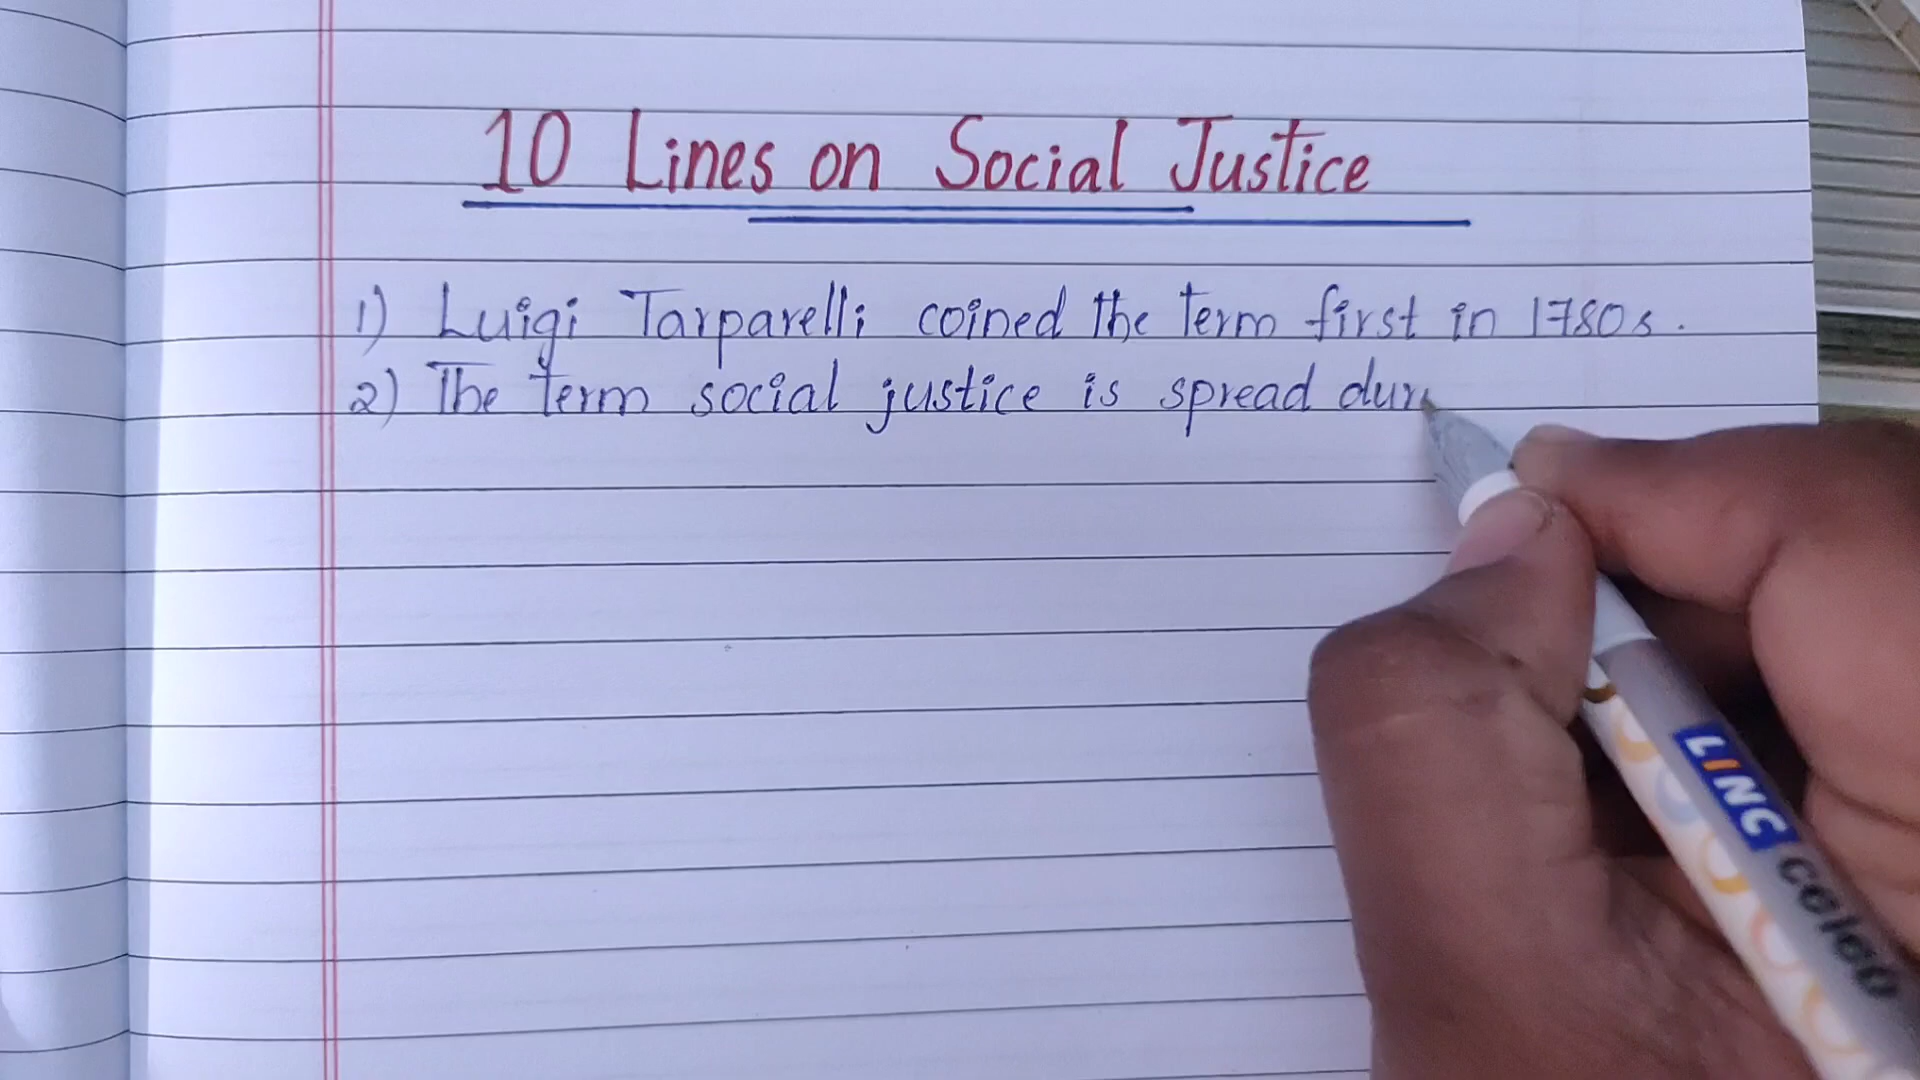 10 Lines on Social Justice
1) Luigi Tarparelli coined the term first in 1780s.
2) The term social justice is spread dur
LINC